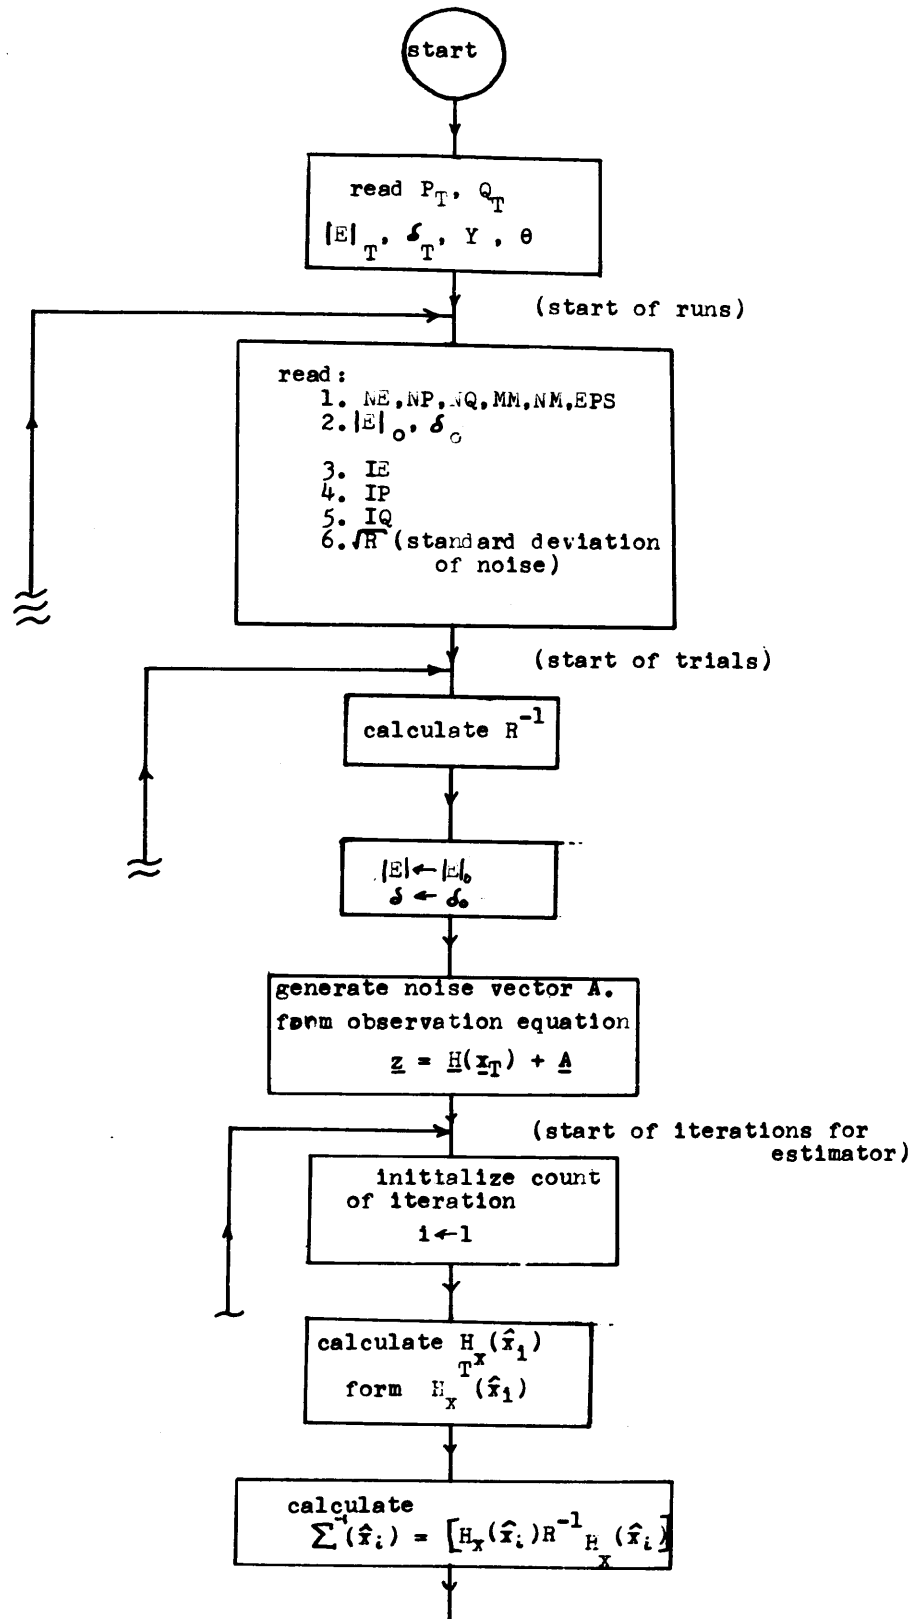 start
read P_T, Q_T
|E|_T, δ_T, Y, θ
(start of runs)
read:
1. NE,NP,NQ,MM,NM,EPS
2. |E|_o, δ_o
3. IE
4. IP
5. IQ
6. √R (standard deviation
of noise)
(start of trials)
calculate R^-1
|E| ← |E|_o
δ ← δ_o
generate noise vector A.
form observation equation
z = H(x_T) + A
(start of iterations for
estimator)
initialize count
of iteration
i←1
calculate H_x(x̂_i)
form H_x^T(x̂_i)
calculate
Σ^-1(x̂_i) = [H_x(x̂_i)R^-1 H_x(x̂_i)]